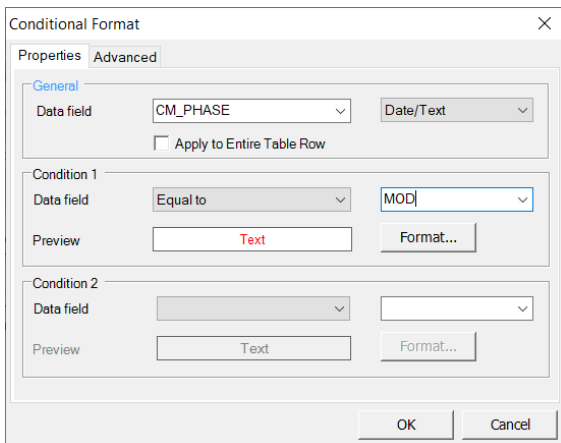 Conditional Format
Properties Advanced
General
Data field CM_PHASE Date/Text
Apply to Entire Table Row
Condition 1
Data field Equal to MOD
Preview Text Format...
Condition 2
Data field
Preview Text Format...
OK Cancel